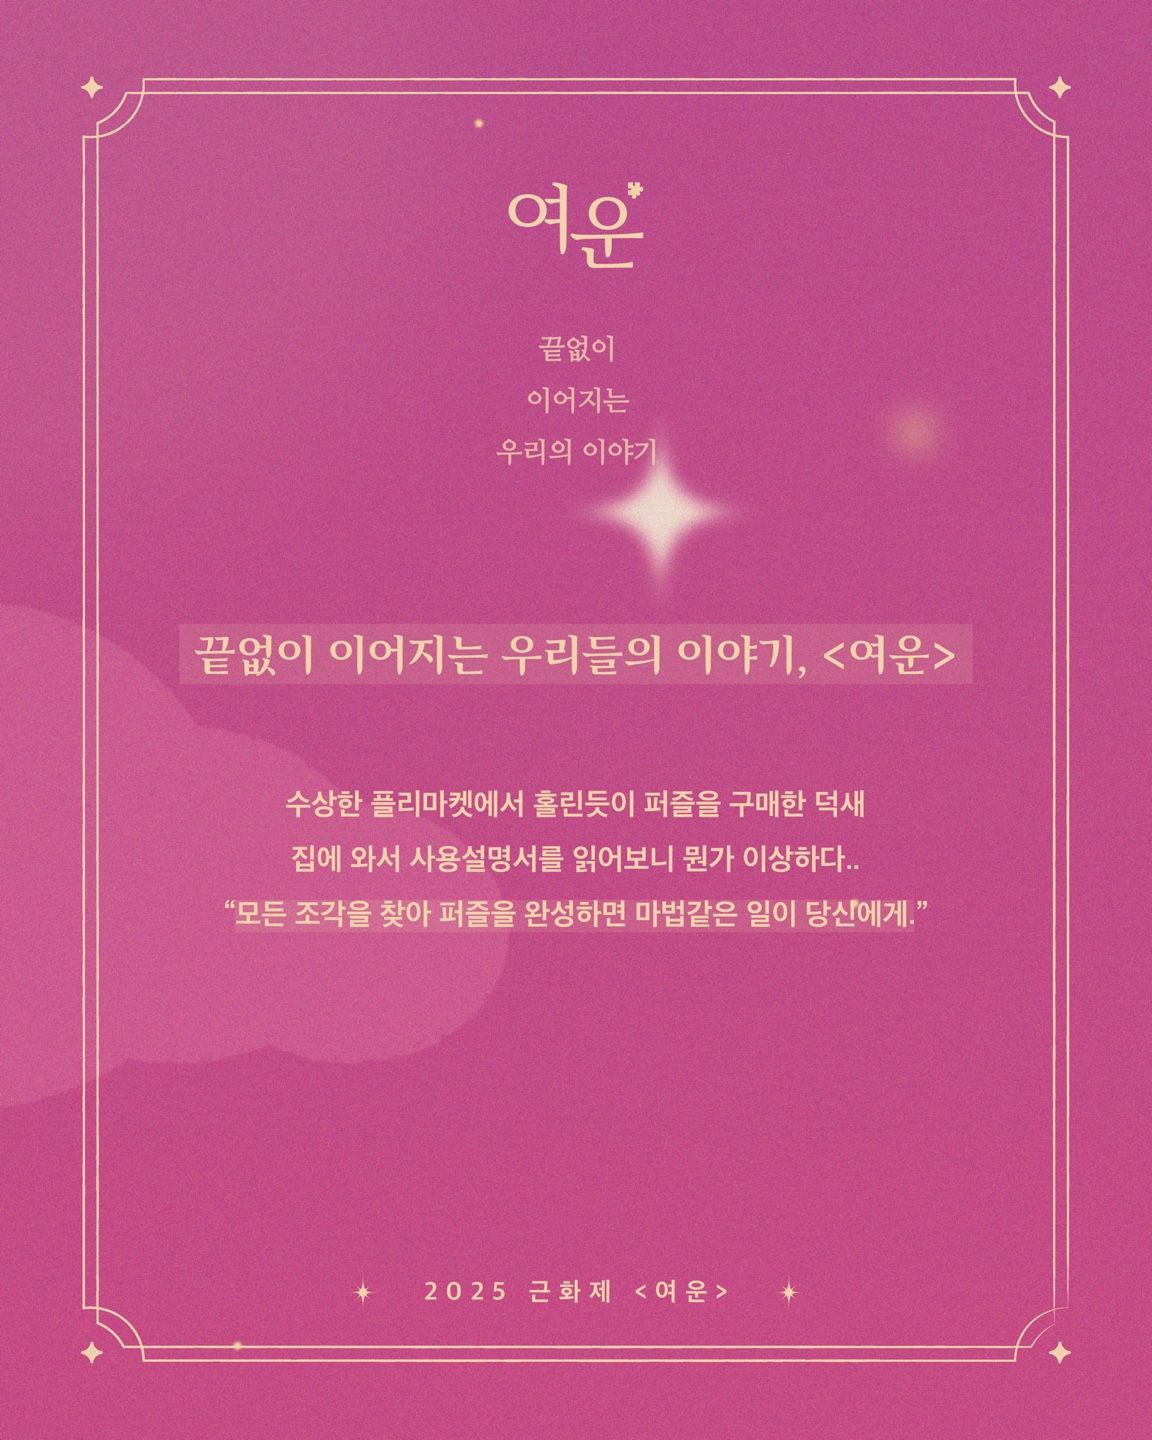 여운
끝없이
이어지는
우리의 이야기
끝없이 이어지는 우리들의 이야기, <여운>
수상한 플리마켓에서 홀린듯이 퍼즐을 구매한 덕새
집에 와서 사용설명서를 읽어보니 뭔가 이상하다..
“모든 조각을 찾아 퍼즐을 완성하면 마법같은 일이 당신에게.”
2025 근화제 <여운>